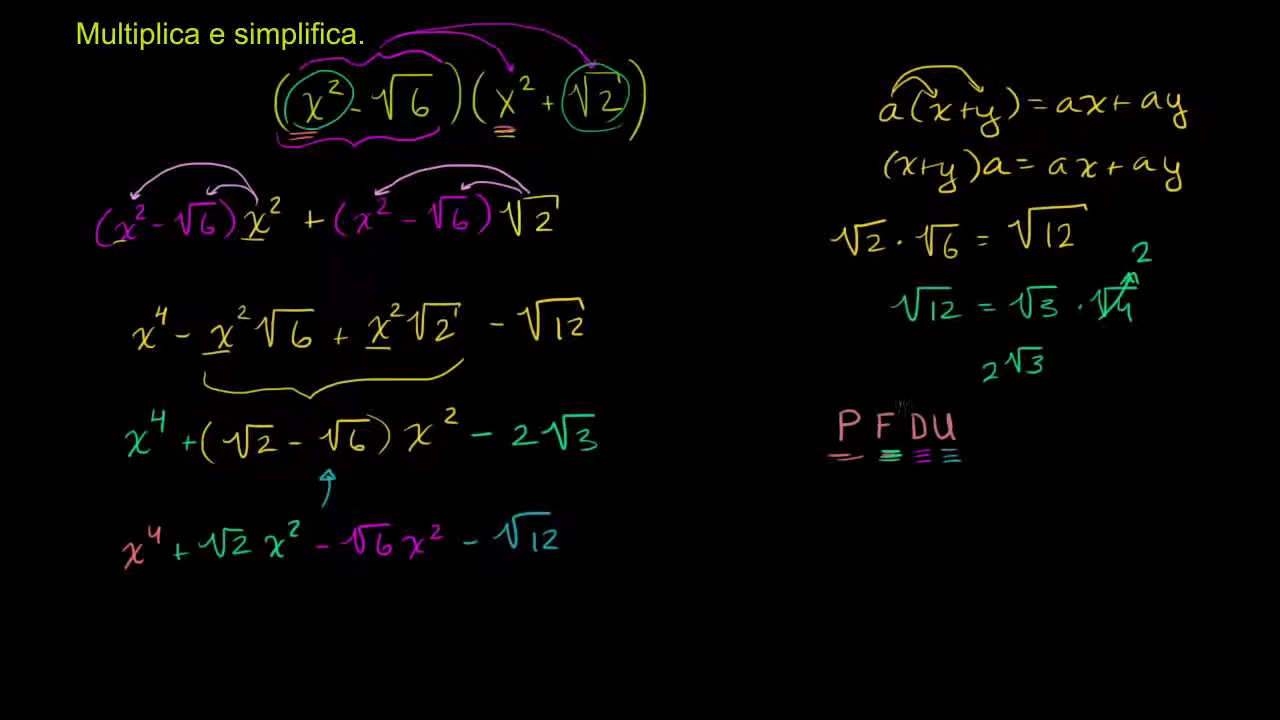 Multiplica e simplifica.
(x² - √6)(x² + √2)
(x² - √6)x² + (x² - √6)√2
x⁴ - x²√6 + x²√2 - √12
x⁴ + (√2 - √6)x² - 2√3
x⁴ + √2 x² - √6 x² - √12
a(x+y) = ax + ay
(x+y)a = ax + ay
√2 · √6 = √12
2
√12 = √3 · √4
2√3
P F D U